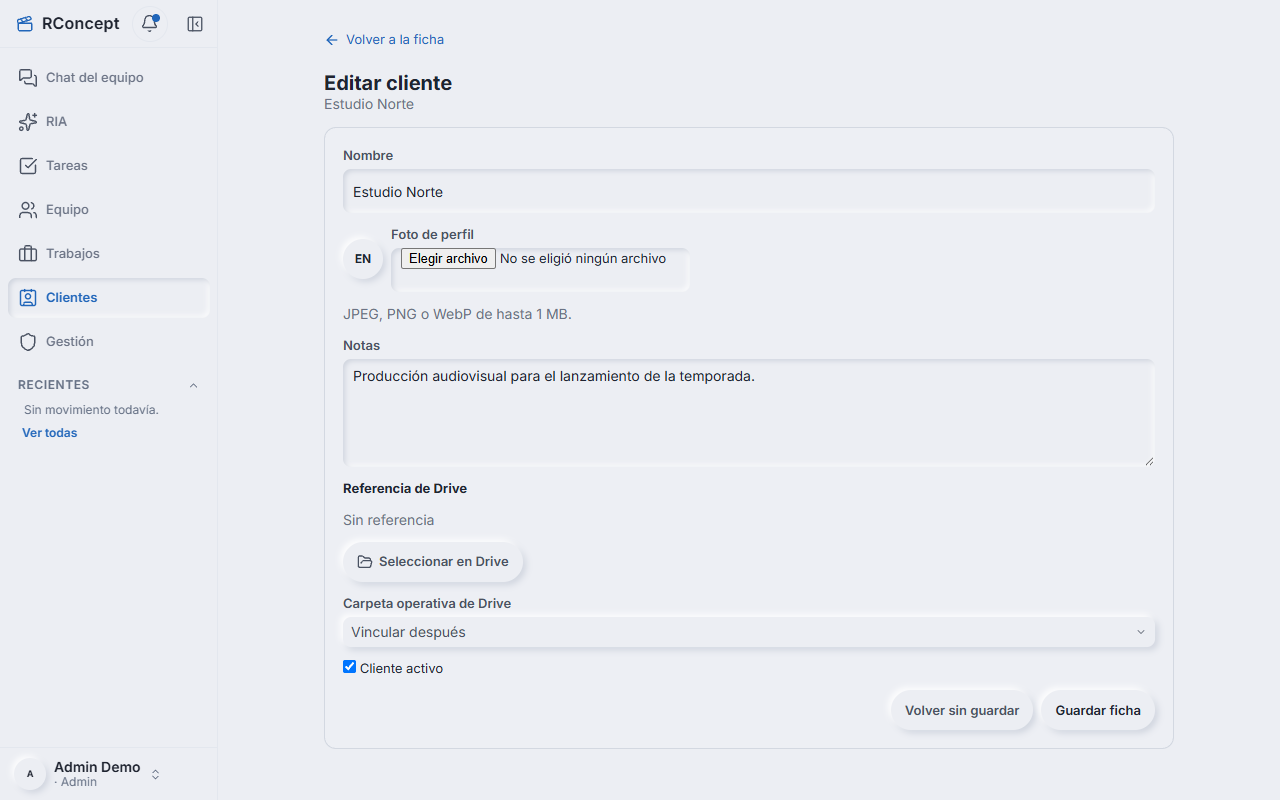 RConcept
Chat del equipo
RIA
Tareas
Equipo
Trabajos
Clientes
Gestión
RECIENTES
Sin movimiento todavía.
Ver todas
A
Admin Demo
· Admin
Volver a la ficha
Editar cliente
Estudio Norte
Nombre
Estudio Norte
EN
Foto de perfil
Elegir archivo No se eligió ningún archivo
JPEG, PNG o WebP de hasta 1 MB.
Notas
Producción audiovisual para el lanzamiento de la temporada.
Referencia de Drive
Sin referencia
Seleccionar en Drive
Carpeta operativa de Drive
Vincular después
Cliente activo
Volver sin guardar
Guardar ficha